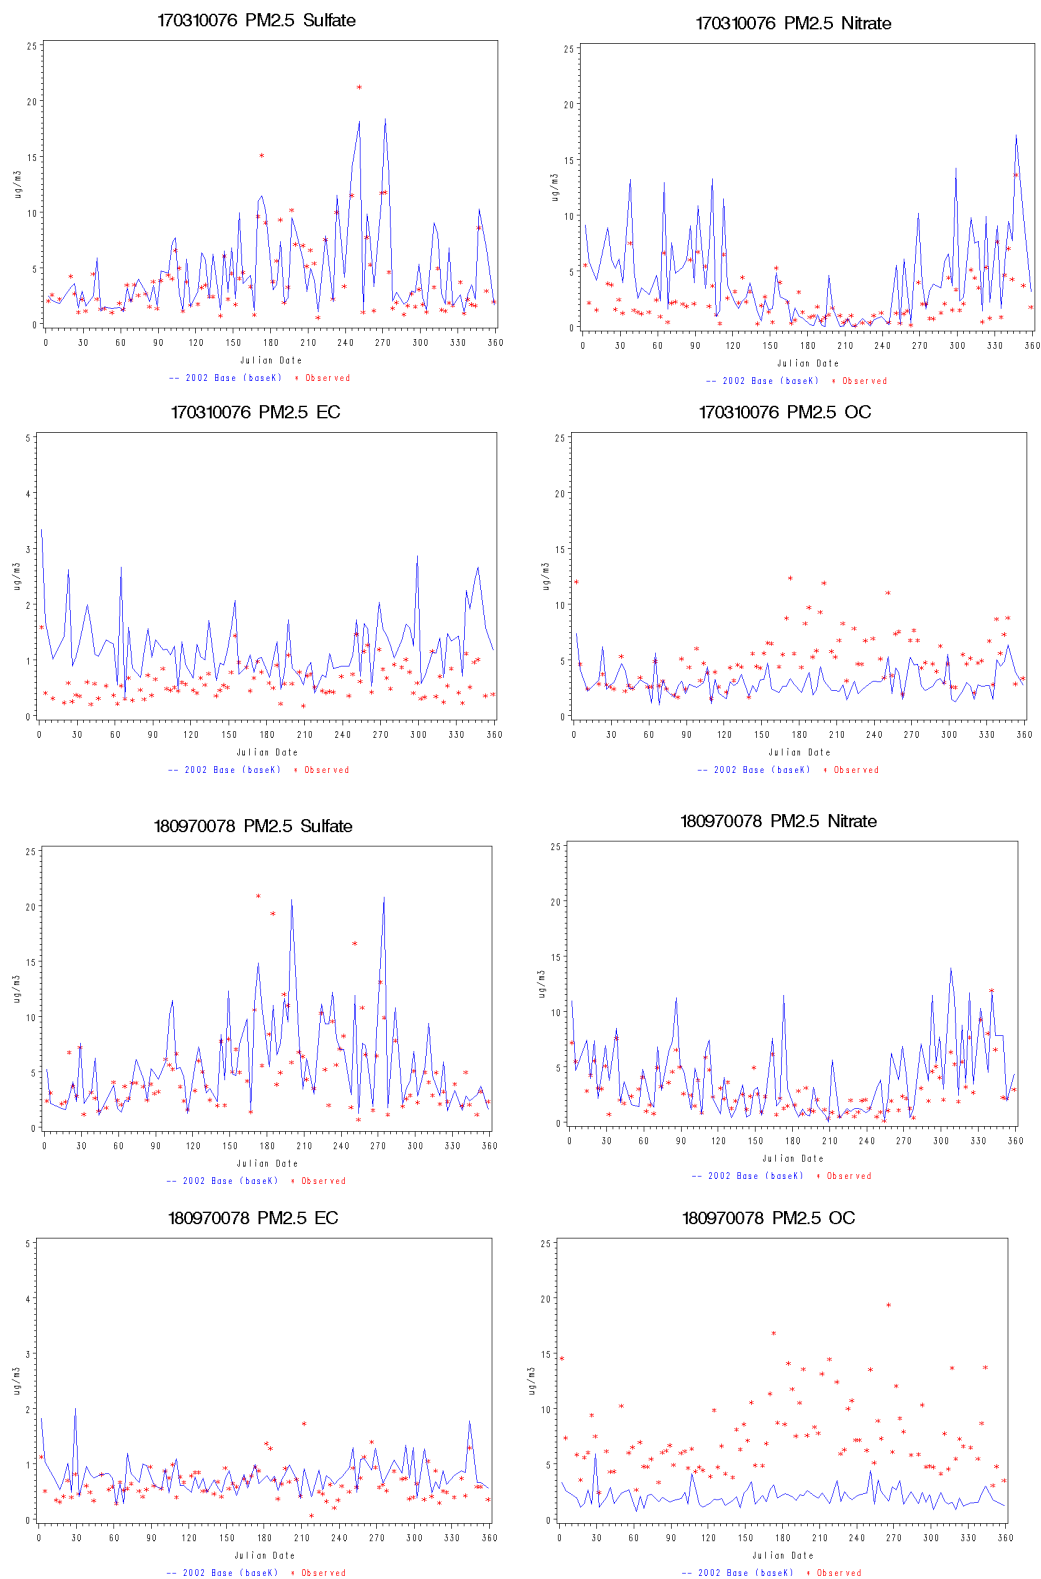 170310076 PM2.5 Sulfate
25
20
15
10
5
0
ug/m3
0 30 60 90 120 150 180 210 240 270 300 330 360
Julian Date
-- 2002 Base (baseK) * Observed
170310076 PM2.5 Nitrate
25
20
15
10
5
0
ug/m3
0 30 60 90 120 150 180 210 240 270 300 330 360
Julian Date
-- 2002 Base (baseK) * Observed
170310076 PM2.5 EC
5
4
3
2
1
0
ug/m3
0 30 60 90 120 150 180 210 240 270 300 330 360
Julian Date
-- 2002 Base (baseK) * Observed
170310076 PM2.5 OC
25
20
15
10
5
0
ug/m3
0 30 60 90 120 150 180 210 240 270 300 330 360
Julian Date
-- 2002 Base (baseK) * Observed
180970078 PM2.5 Sulfate
25
20
15
10
5
0
ug/m3
0 30 60 90 120 150 180 210 240 270 300 330 360
Julian Date
-- 2002 Base (baseK) * Observed
180970078 PM2.5 Nitrate
25
20
15
10
5
0
ug/m3
0 30 60 90 120 150 180 210 240 270 300 330 360
Julian Date
-- 2002 Base (baseK) * Observed
180970078 PM2.5 EC
5
4
3
2
1
0
ug/m3
0 30 60 90 120 150 180 210 240 270 300 330 360
Julian Date
-- 2002 Base (baseK) * Observed
180970078 PM2.5 OC
25
20
15
10
5
0
ug/m3
0 30 60 90 120 150 180 210 240 270 300 330 360
Julian Date
-- 2002 Base (baseK) * Observed